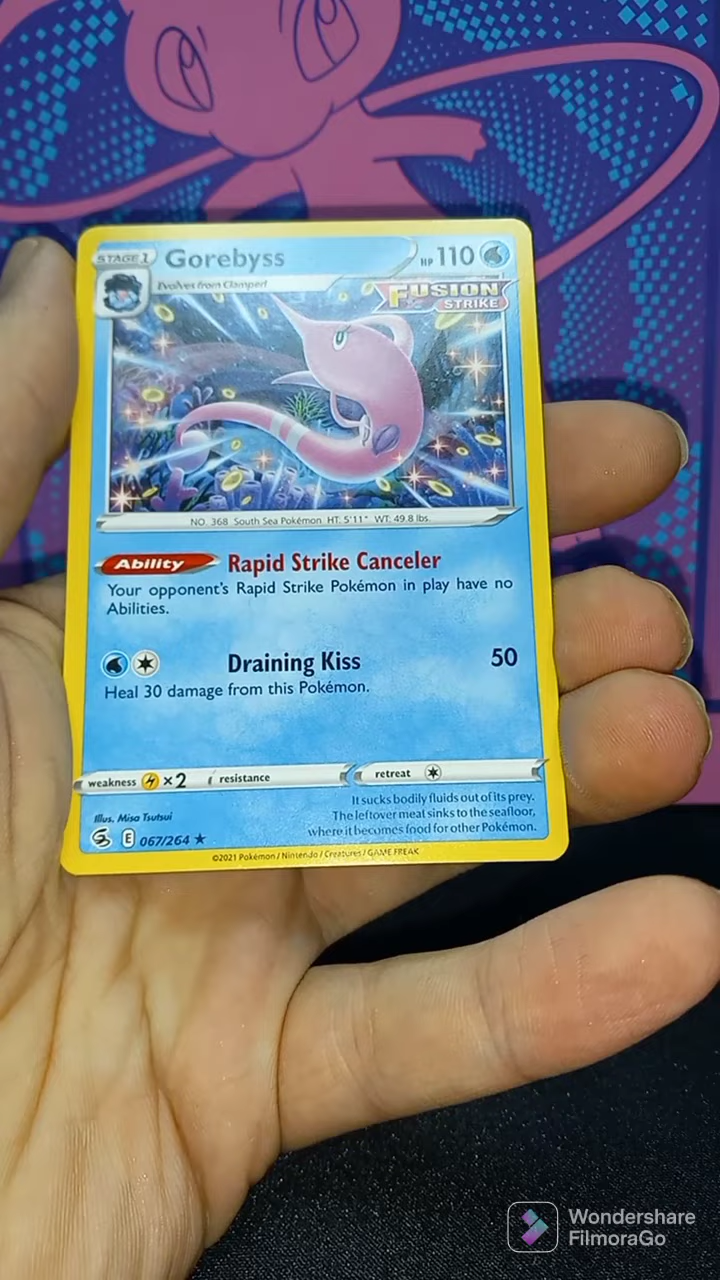 STAGE 1 Gorebyss HP 110
Evolves from Clamperl
FUSION
STRIKE
NO. 368 South Sea Pokémon HT: 5'11" WT: 49.8 lbs.
Ability Rapid Strike Canceler
Your opponent's Rapid Strike Pokémon in play have no
Abilities.
Draining Kiss 50
Heal 30 damage from this Pokémon.
weakness ×2 resistance retreat
Illus. Misa Tsutsui
It sucks bodily fluids out of its prey.
The leftover meat sinks to the seafloor,
where it becomes food for other Pokémon.
E 067/264 ★
©2021 Pokémon / Nintendo / Creatures / GAME FREAK
Wondershare
FilmoraGo